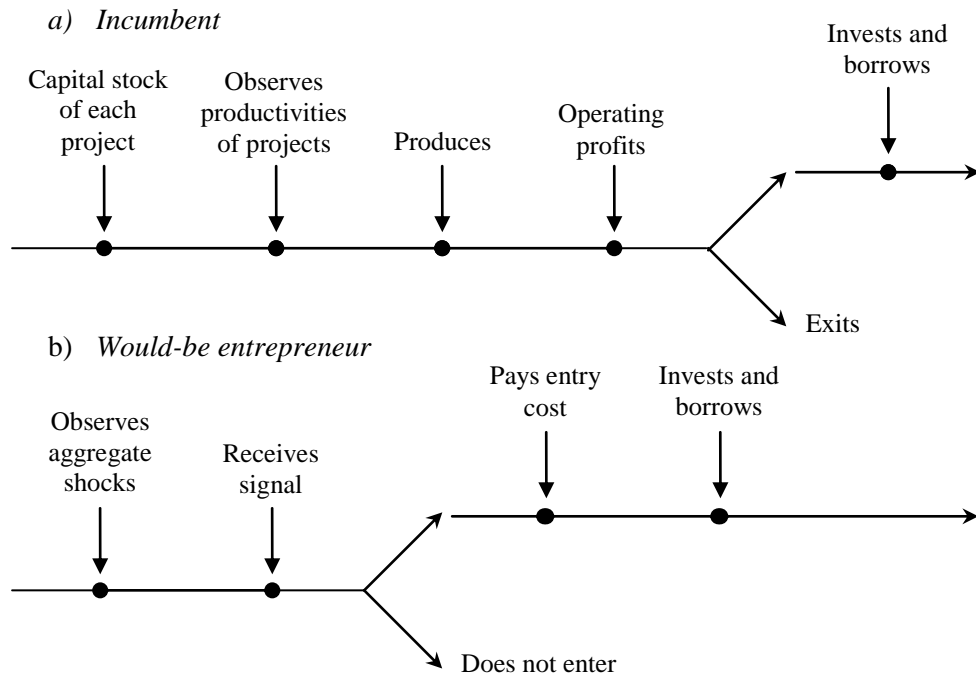 a) Incumbent
Capital stock
of each
project
Observes
productivities
of projects
Produces
Operating
profits
Invests and
borrows
Exits
b) Would-be entrepreneur
Observes
aggregate
shocks
Receives
signal
Pays entry
cost
Invests and
borrows
Does not enter